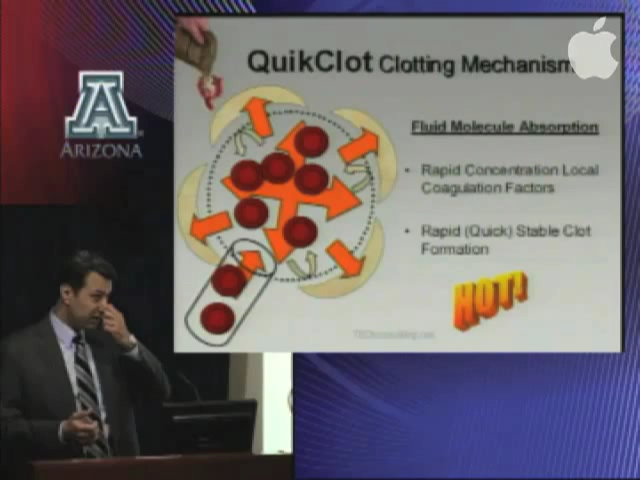 QuikClot Clotting Mechanism
A
ARIZONA
Fluid Molecule Absorption
• Rapid Concentration Local
Coagulation Factors
• Rapid (Quick) Stable Clot
Formation
HOT!